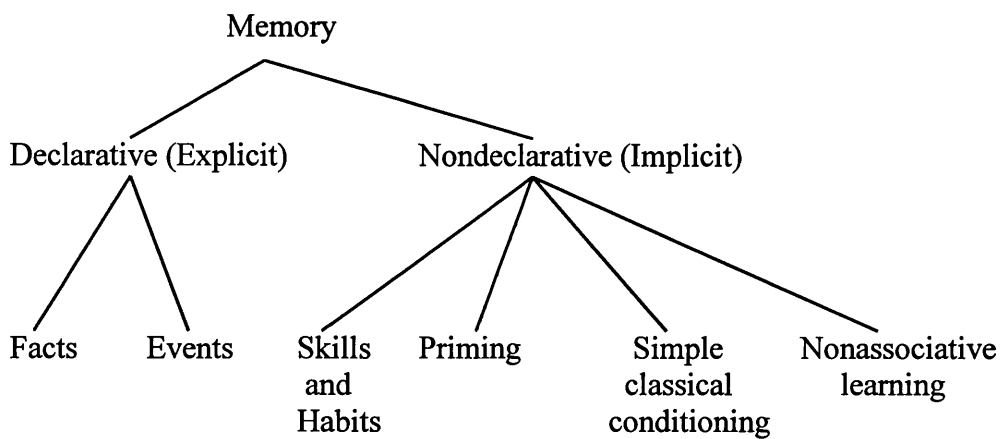 Memory
Declarative (Explicit)
Nondeclarative (Implicit)
Facts
Events
Skills
and
Habits
Priming
Simple
classical
conditioning
Nonassociative
learning